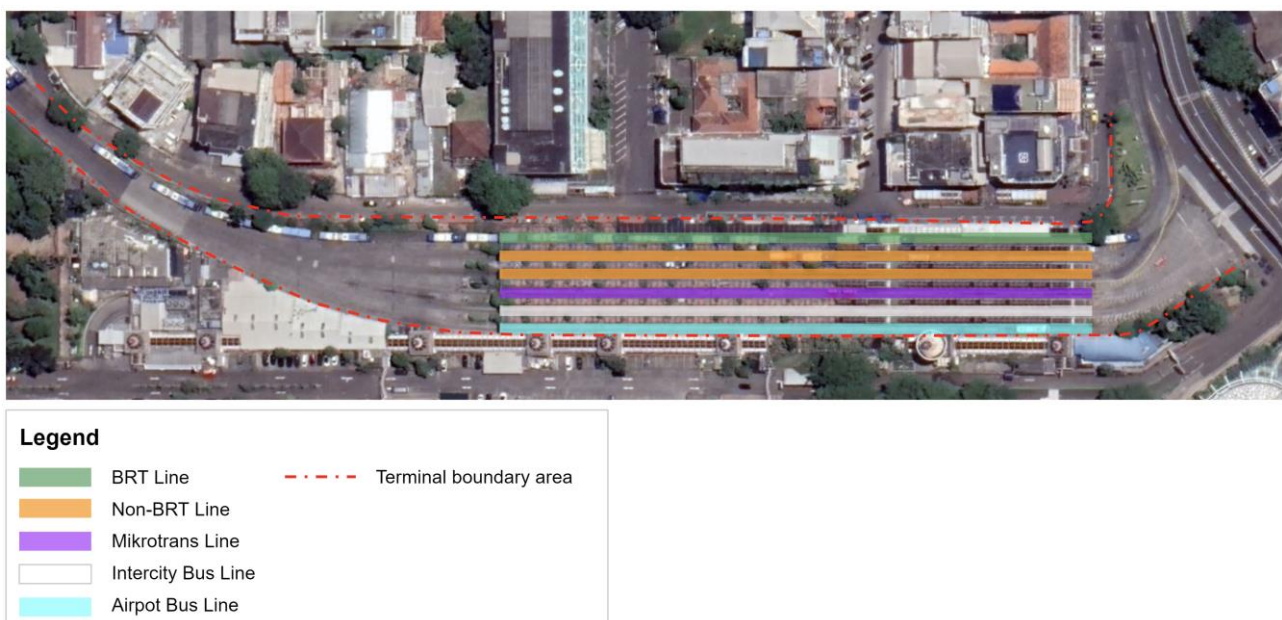 Legend
BRT Line
Terminal boundary area
Non-BRT Line
Mikrotrans Line
Intercity Bus Line
Airpot Bus Line